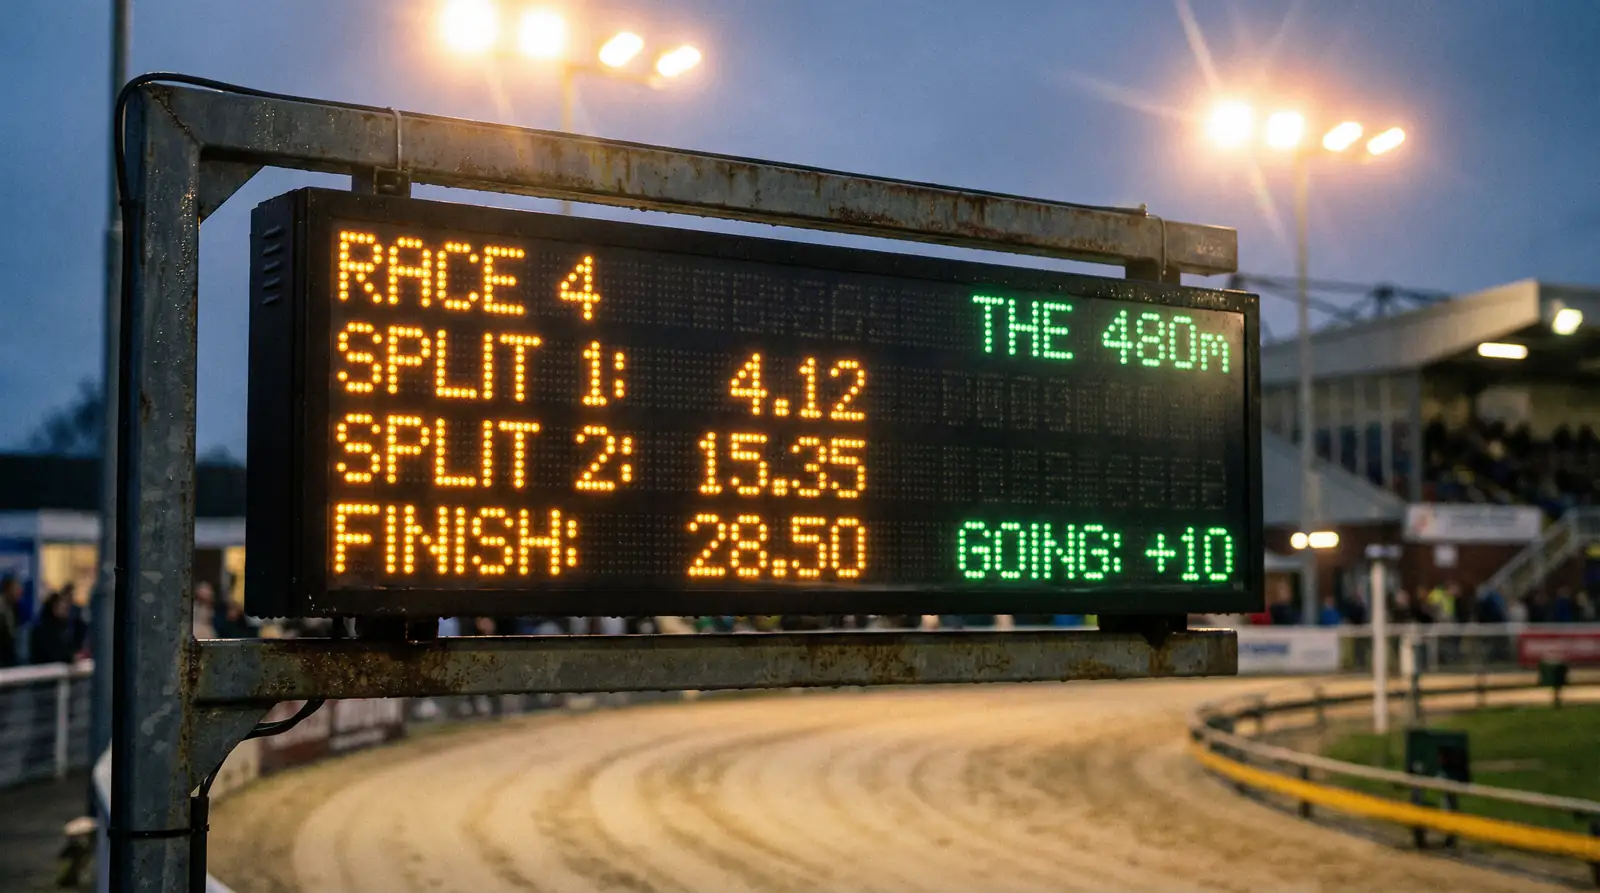 RACE 4
THE 480m
SPLIT 1: 4.12
SPLIT 2: 15.35
FINISH: 28.50
GOING: +10